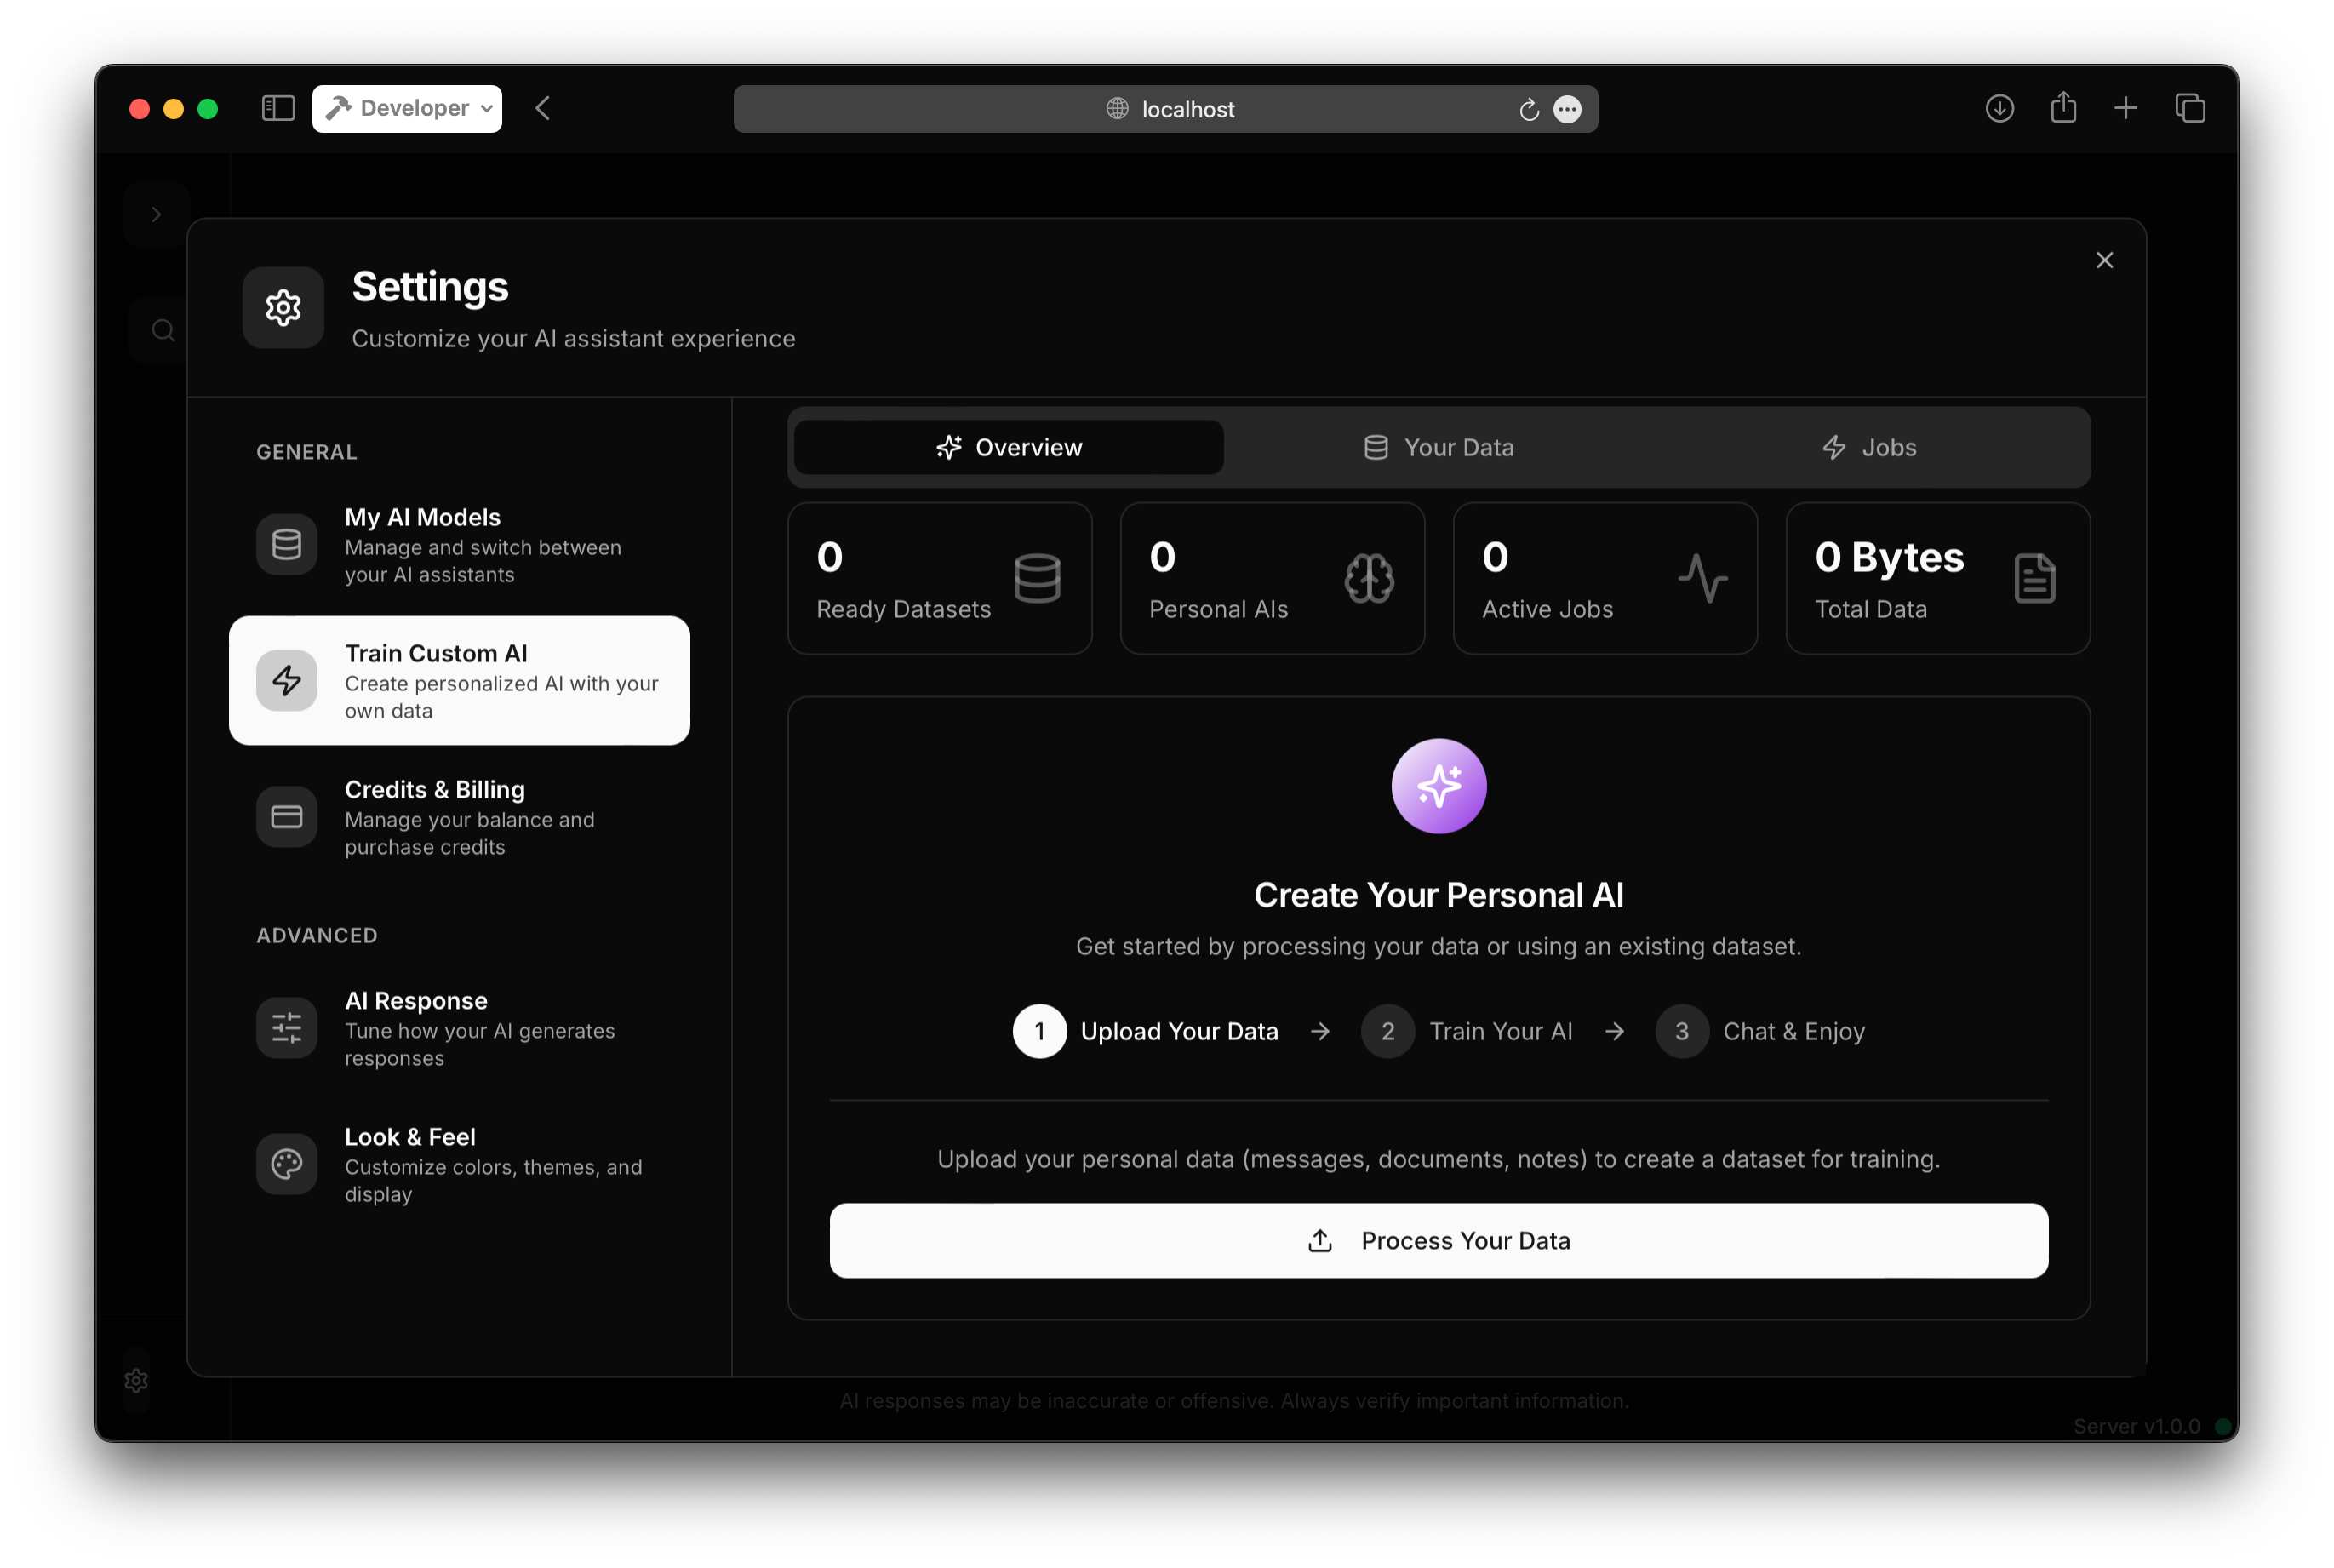 Developer
localhost
Settings
Customize your AI assistant experience
GENERAL
My AI Models
Manage and switch between
your AI assistants
Train Custom AI
Create personalized AI with your
own data
Credits & Billing
Manage your balance and
purchase credits
ADVANCED
AI Response
Tune how your AI generates
responses
Look & Feel
Customize colors, themes, and
display
Overview
Your Data
Jobs
0
Ready Datasets
0
Personal AIs
0
Active Jobs
0 Bytes
Total Data
Create Your Personal AI
Get started by processing your data or using an existing dataset.
1 Upload Your Data → 2 Train Your AI → 3 Chat & Enjoy
Upload your personal data (messages, documents, notes) to create a dataset for training.
Process Your Data
AI responses may be inaccurate or offensive. Always verify important information.
Server v1.0.0